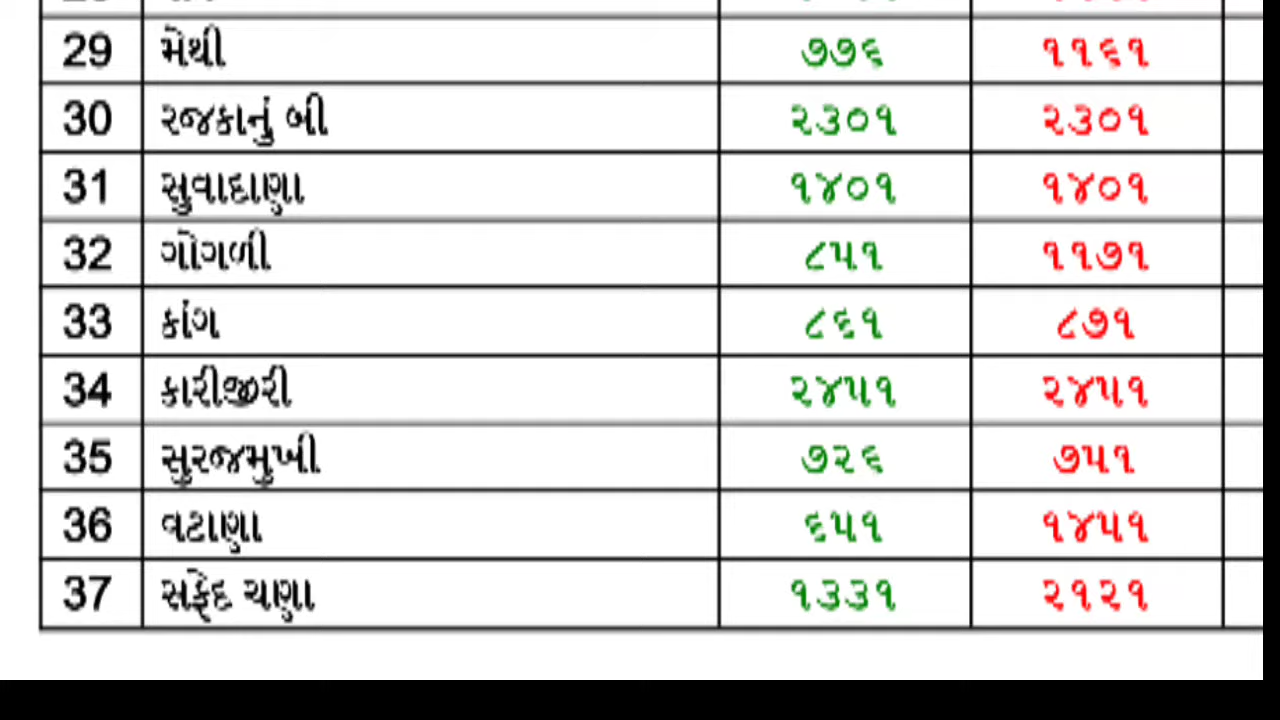 29 મેથી ૭૭૬ ૧૧૬૧
30 રજકાનું બી ૨૩૦૧ ૨૩૦૧
31 સુવાદાણા ૧૪૦૧ ૧૪૦૧
32 ગોગળી ૮૫૧ ૧૧૭૧
33 કાંગ ૮૬૧ ૮૭૧
34 કારીજીરી ૨૪૫૧ ૨૪૫૧
35 સુરજમુખી ૭૨૬ ૭૫૧
36 વટાણા ૬૫૧ ૧૪૫૧
37 સફેદ ચણા ૧૩૩૧ ૨૧૨૧